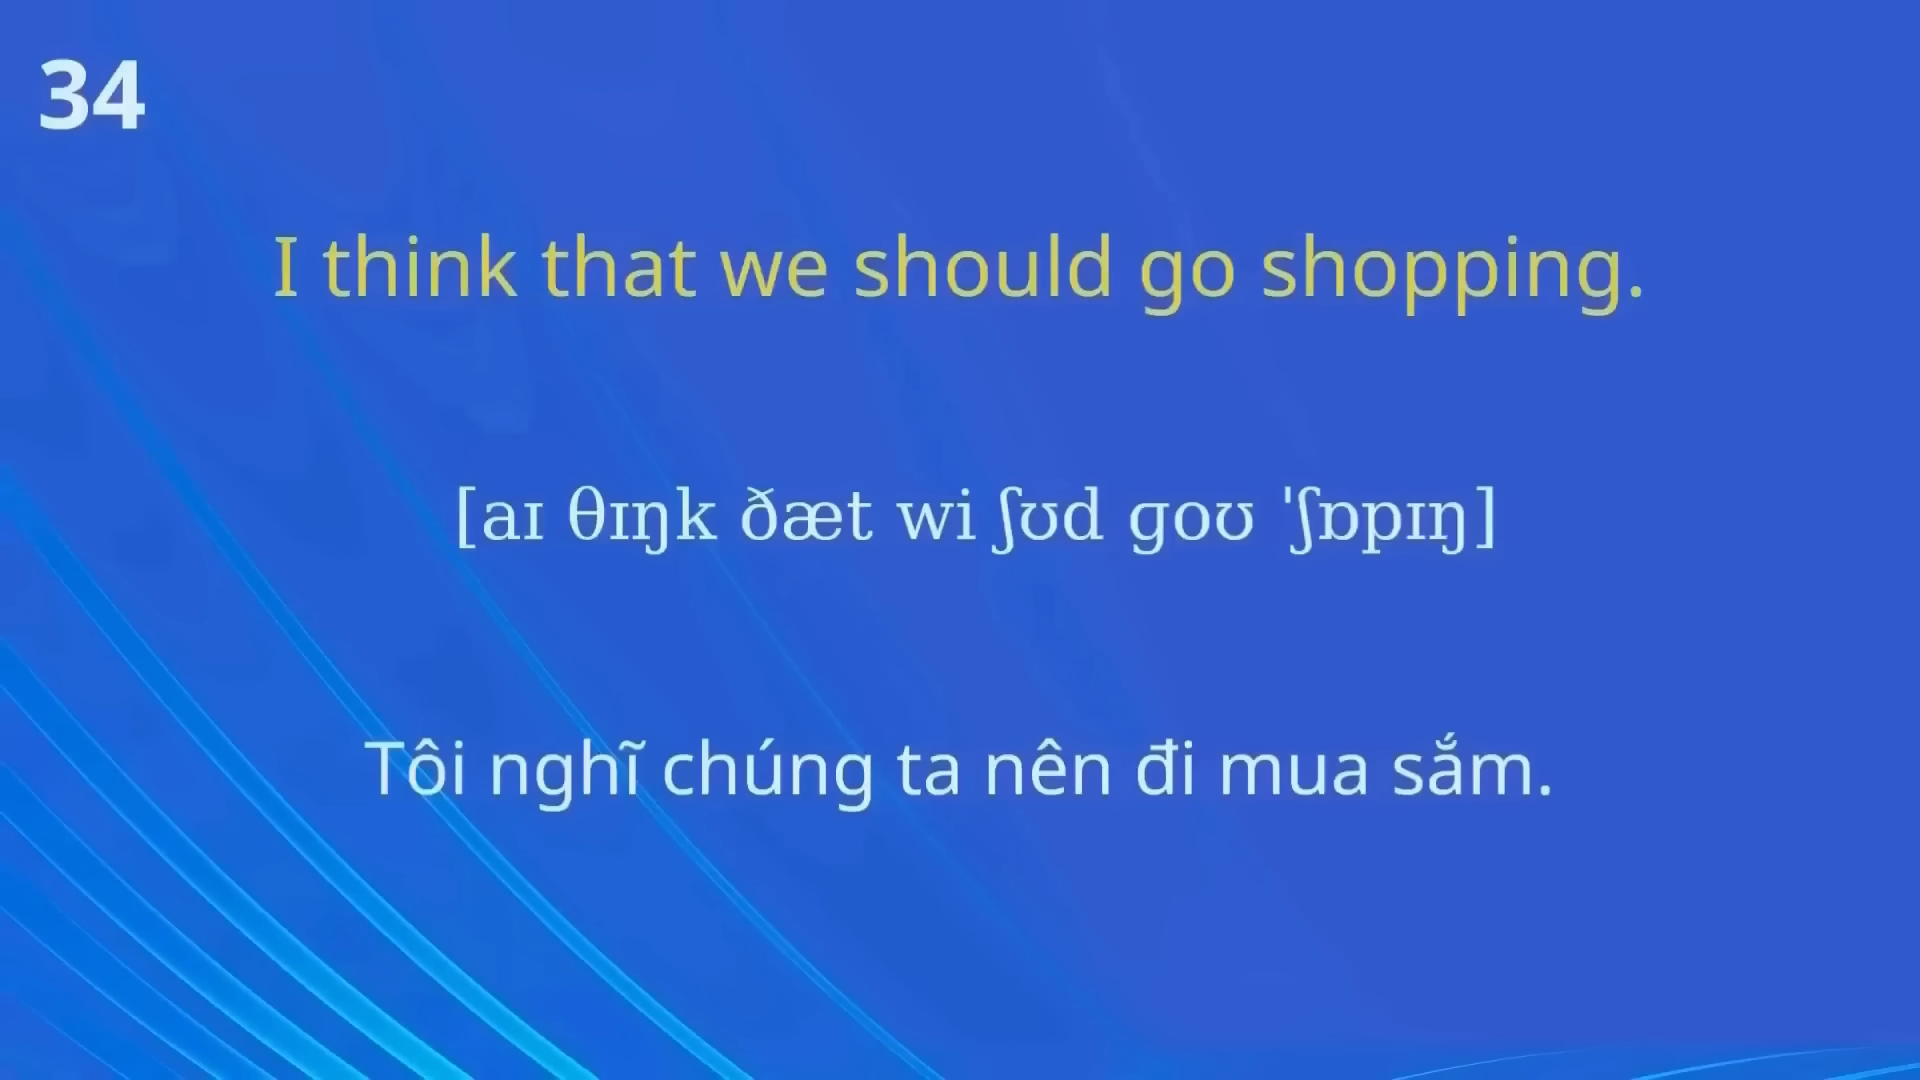 34
I think that we should go shopping.
[aɪ θɪŋk ðæt wi ʃʊd ɡoʊ ˈʃɒpɪŋ]
Tôi nghĩ chúng ta nên đi mua sắm.